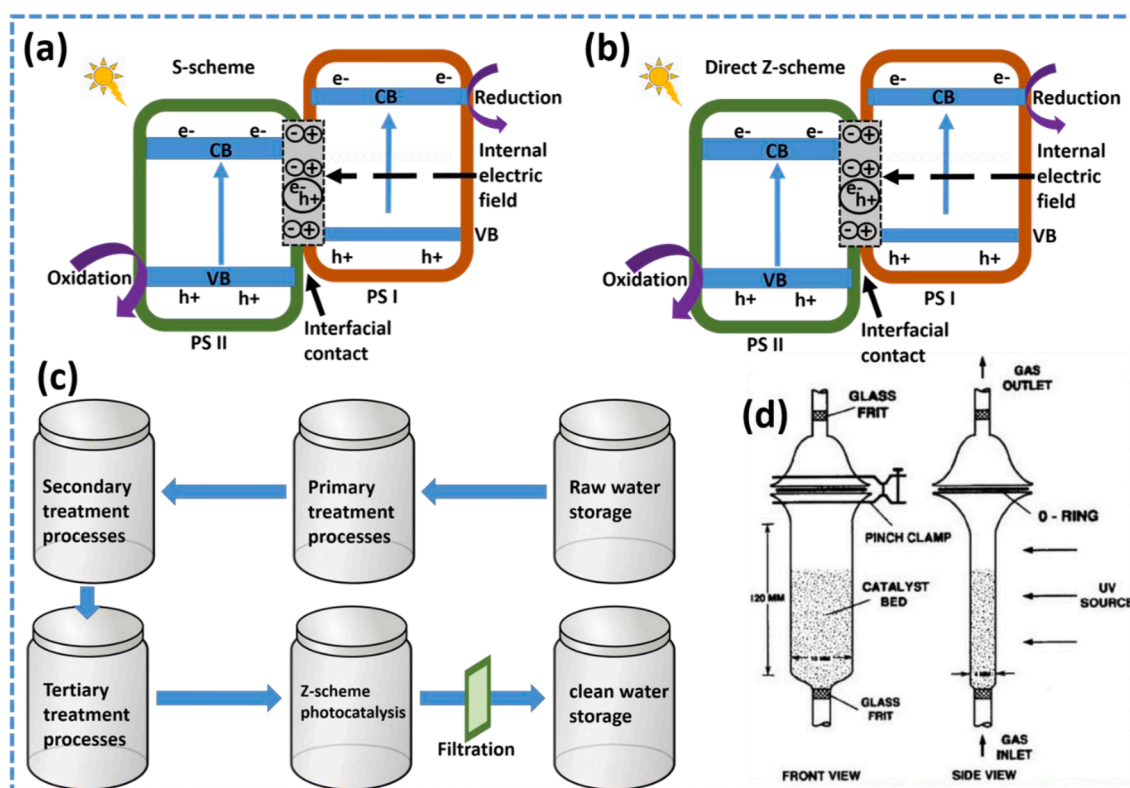 (a)
S-scheme
e-
e-
CB
Reduction
e-
e-
CB
Internal
electric
field
e-
h+
VB
Oxidation
VB
h+
h+
h+
h+
PS I
PS II
Interfacial
contact
(b)
Direct Z-scheme
e-
e-
CB
Reduction
e-
e-
CB
Internal
electric
field
e-
h+
VB
Oxidation
VB
h+
h+
h+
h+
PS I
PS II
Interfacial
contact
(c)
Secondary
treatment
processes
Primary
treatment
processes
Raw water
storage
Tertiary
treatment
processes
Z-scheme
photocatalysis
Filtration
clean water
storage
(d)
GLASS
FRIT
GAS
OUTLET
PINCH CLAMP
O - RING
120 MM
CATALYST
BED
UV
SOURCE
GLASS
FRIT
GAS
INLET
FRONT VIEW
SIDE VIEW